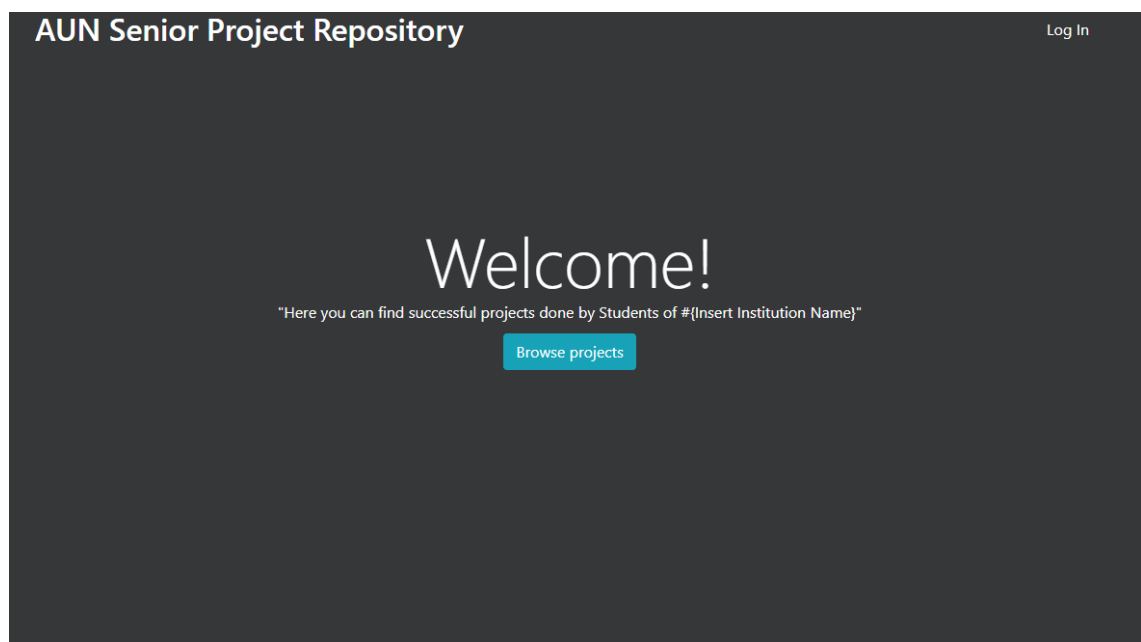 AUN Senior Project Repository
Log In
Welcome!
"Here you can find successful projects done by Students of #{Insert Institution Name}"
Browse projects